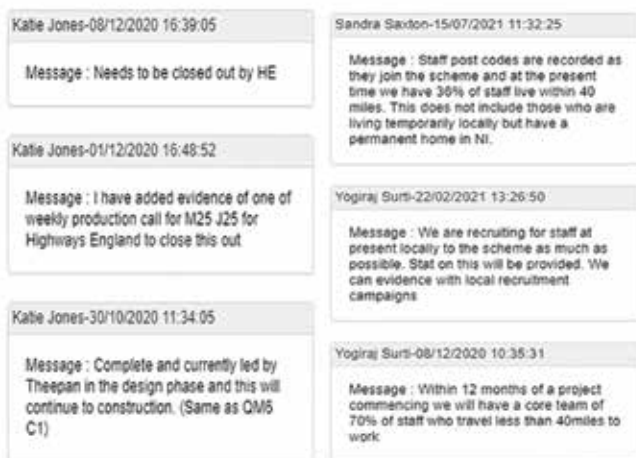 Katie Jones-08/12/2020 16:39:05
Message : Needs to be closed out by HE
Katie Jones-01/12/2020 16:48:52
Message : I have added evidence of one of
weekly production call for M25 J25 for
Highways England to close this out
Katie Jones-30/10/2020 11:34:05
Message : Complete and currently led by
Theepan in the design phase and this will
continue to construction. (Same as QM5
C1)
Sandra Saxton-15/07/2021 11:32:25
Message : Staff post codes are recorded as
they join the scheme and at the present
time we have 36% of staff live within 40
miles. This does not include those who are
living temporarily locally but have a
permanent home in NI.
Yogiraj Surti-22/02/2021 13:26:50
Message : We are recruiting for staff at
present locally to the scheme as much as
possible. Stat on this will be provided. We
can evidence with local recruitment
campaigns
Yogiraj Surti-08/12/2020 10:35:31
Message : Within 12 months of a project
commencing we will have a core team of
70% of staff who travel less than 40miles to
work